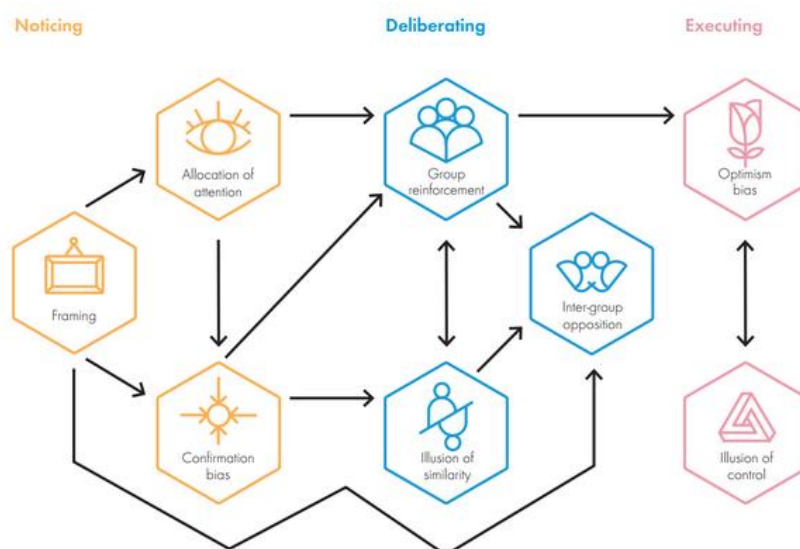 Noticing
Deliberating
Executing
Allocation of
attention
Group
reinforcement
Optimism
bias
Framing
Inter-group
opposition
Confirmation
bias
Illusion of
similarity
Illusion of
control